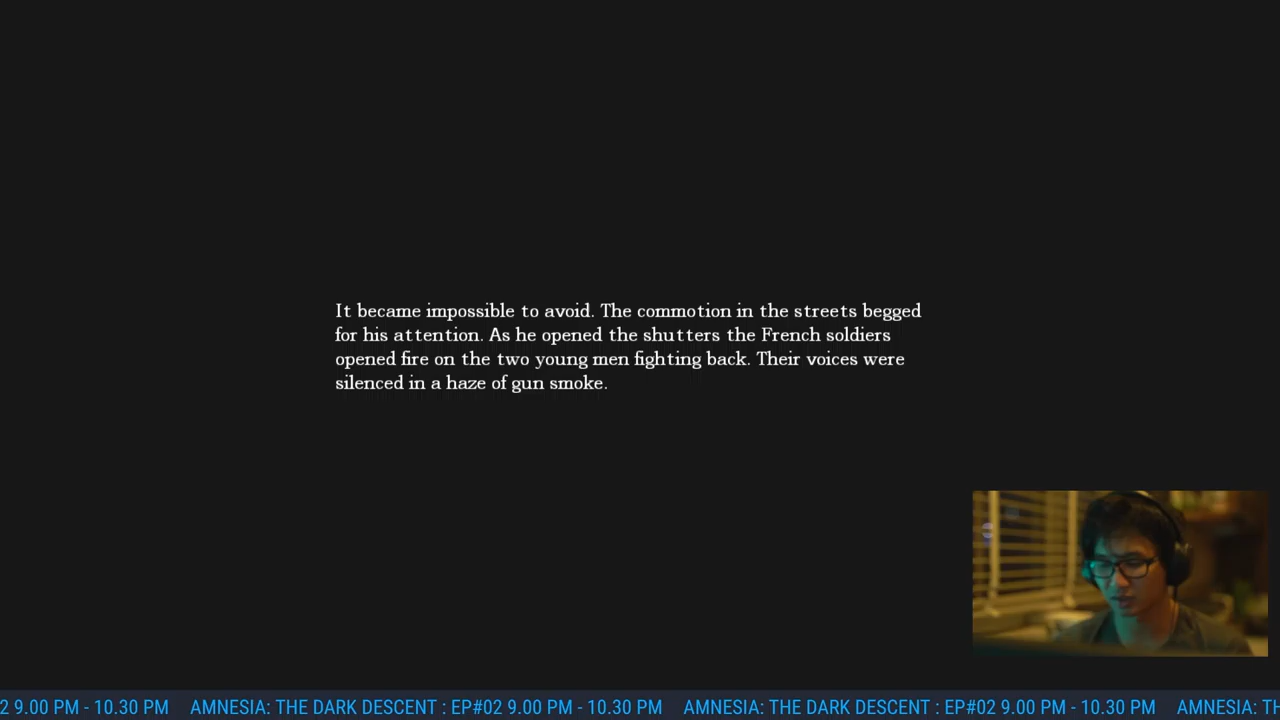 It became impossible to avoid. The commotion in the streets begged
for his attention. As he opened the shutters the French soldiers
opened fire on the two young men fighting back. Their voices were
silenced in a haze of gun smoke.
2 9.00 PM - 10.30 PM AMNESIA: THE DARK DESCENT : EP#02 9.00 PM - 10.30 PM AMNESIA: THE DARK DESCENT : EP#02 9.00 PM - 10.30 PM AMNESIA: TH